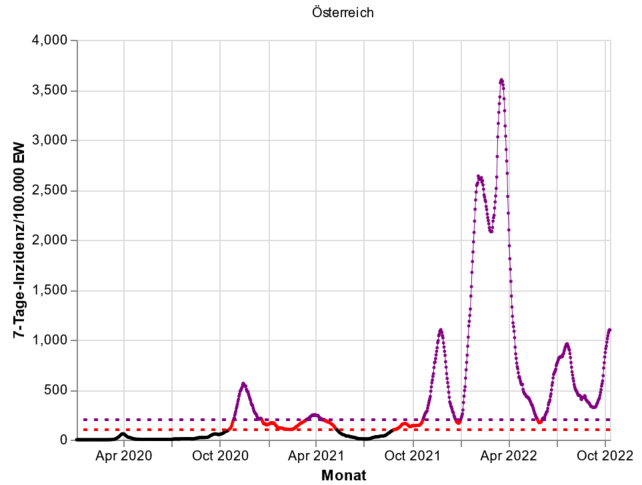 Österreich
4,000
3,500
3,000
2,500
2,000
1,500
1,000
500
0
7-Tage-Inzidenz/100.000 EW
Apr 2020 Oct 2020 Apr 2021 Oct 2021 Apr 2022 Oct 2022
Monat